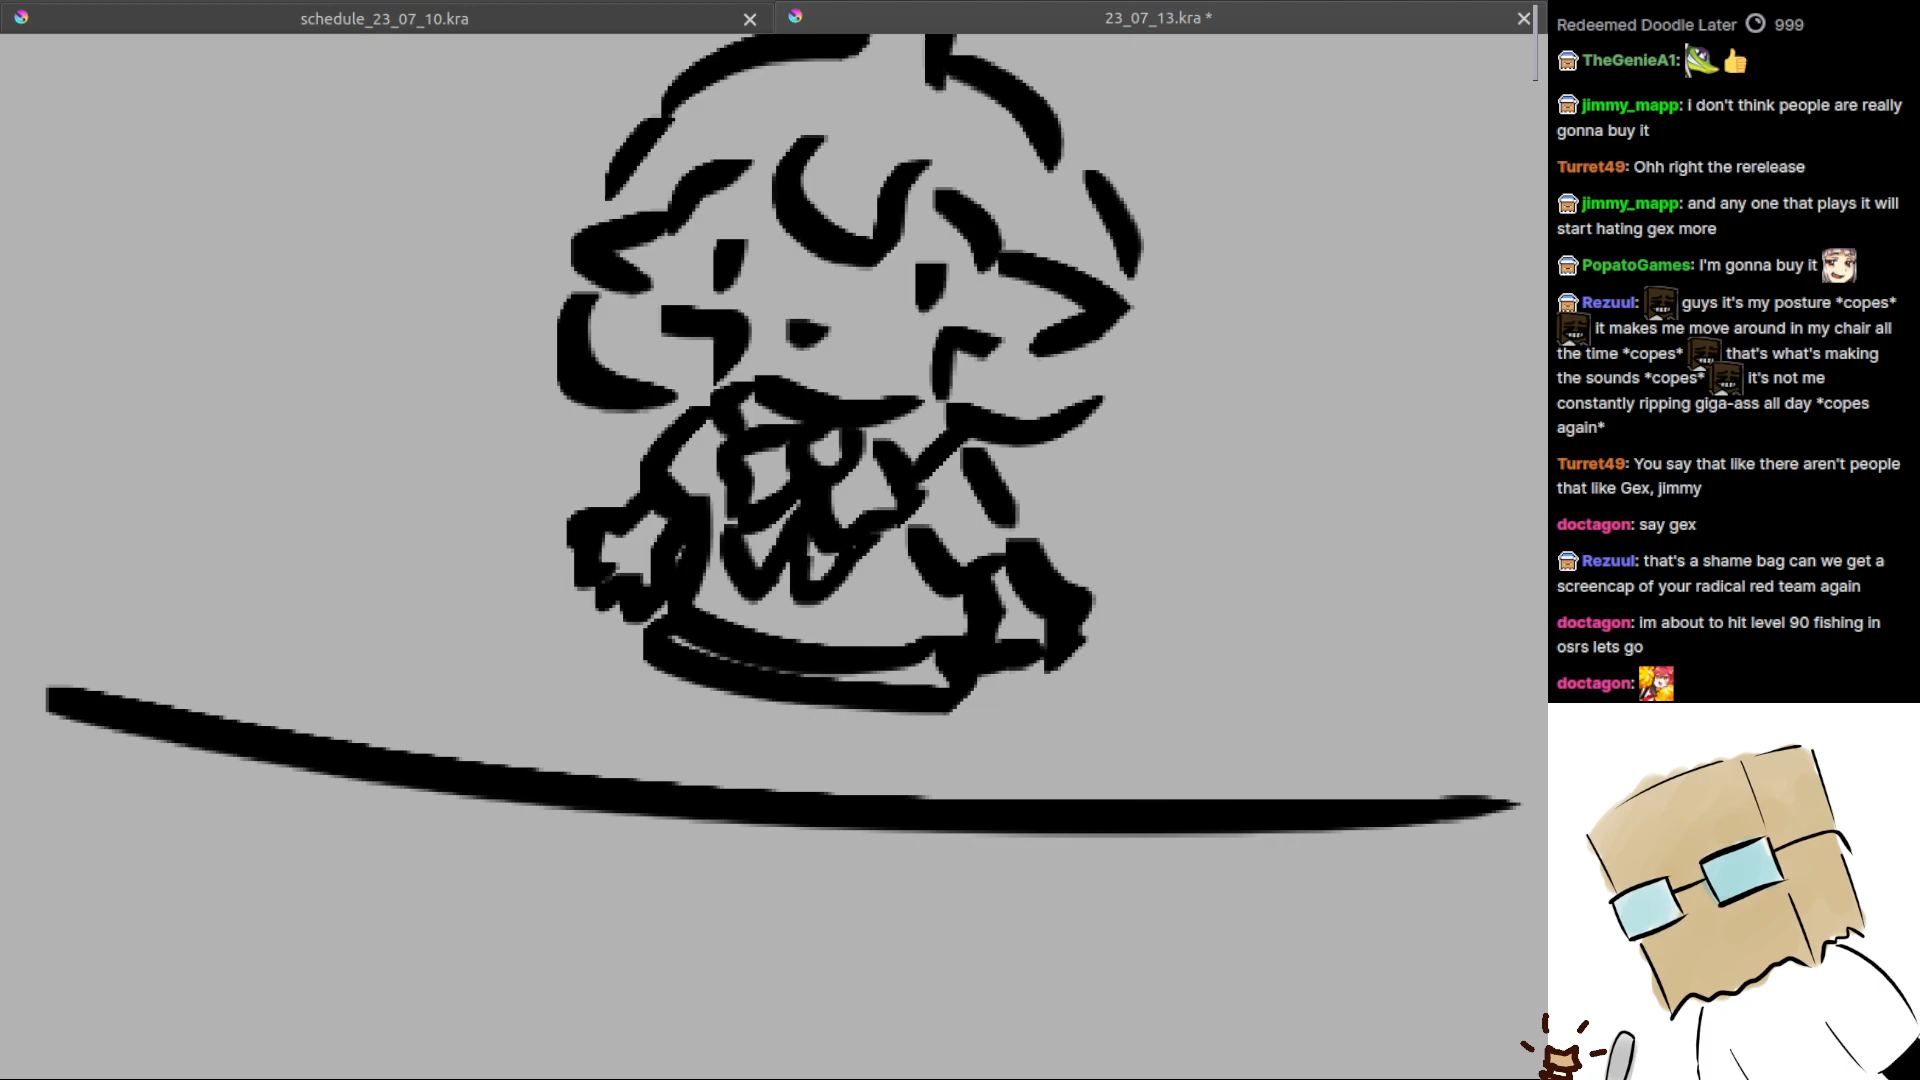 schedule_23_07_10.kra
23_07_13.kra *
Redeemed Doodle Later 999
TheGenieA1:
jimmy_mapp: i don't think people are really
gonna buy it
Turret49: Ohh right the rerelease
jimmy_mapp: and any one that plays it will
start hating gex more
PopatoGames: I'm gonna buy it
Rezuul: guys it's my posture *copes*
it makes me move around in my chair all
the time *copes* that's what's making
the sounds *copes* it's not me
constantly ripping giga-ass all day *copes
again*
Turret49: You say that like there aren't people
that like Gex, jimmy
doctagon: say gex
Rezuul: that's a shame bag can we get a
screencap of your radical red team again
doctagon: im about to hit level 90 fishing in
osrs lets go
doctagon: